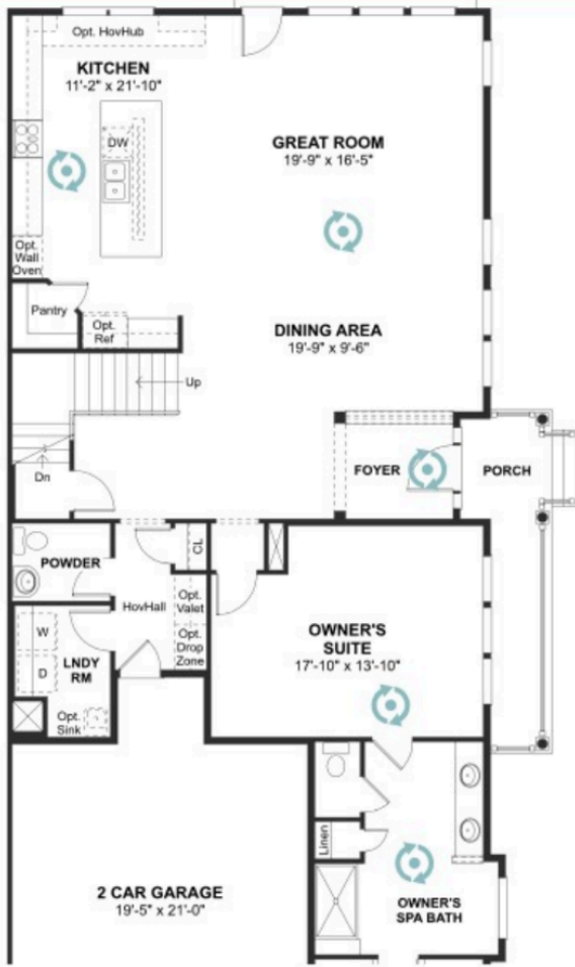 Opt. HovHub
KITCHEN
11'-2" x 21'-10"
DW
GREAT ROOM
19'-9" x 16'-5"
Opt.
Wall
Oven
Pantry
Opt.
Ref
DINING AREA
19'-9" x 9'-6"
Up
Dn
FOYER
PORCH
POWDER
CL
HovHall
Opt.
Valet
Opt.
Drop
Zone
W
D
LNDY
RM
Opt.
Sink
OWNER'S
SUITE
17'-10" x 13'-10"
Linen
2 CAR GARAGE
19'-5" x 21'-0"
OWNER'S
SPA BATH